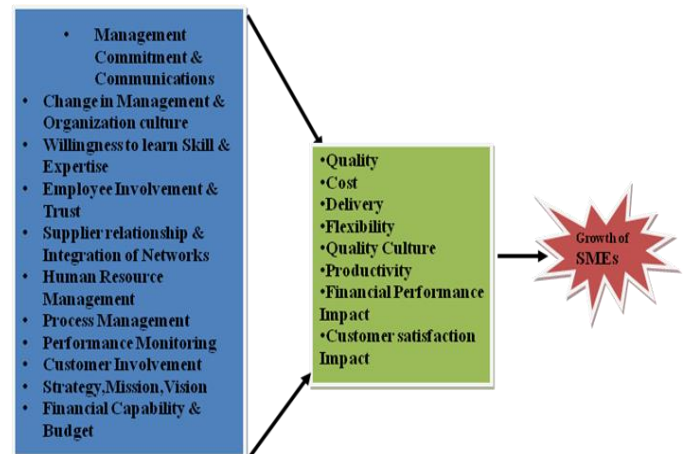 • Management
Commitment &
Communications
• Change in Management &
Organization culture
• Willingness to learn Skill &
Expertise
• Employee Involvement &
Trust
• Supplier relationship &
Integration of Networks
• Human Resource
Management
• Process Management
• Performance Monitoring
• Customer Involvement
• Strategy,Mission,Vision
• Financial Capability &
Budget
•Quality
•Cost
•Delivery
•Flexibility
•Quality Culture
•Productivity
•Financial Performance
Impact
•Customer satisfaction
Impact
Growth of
SMEs